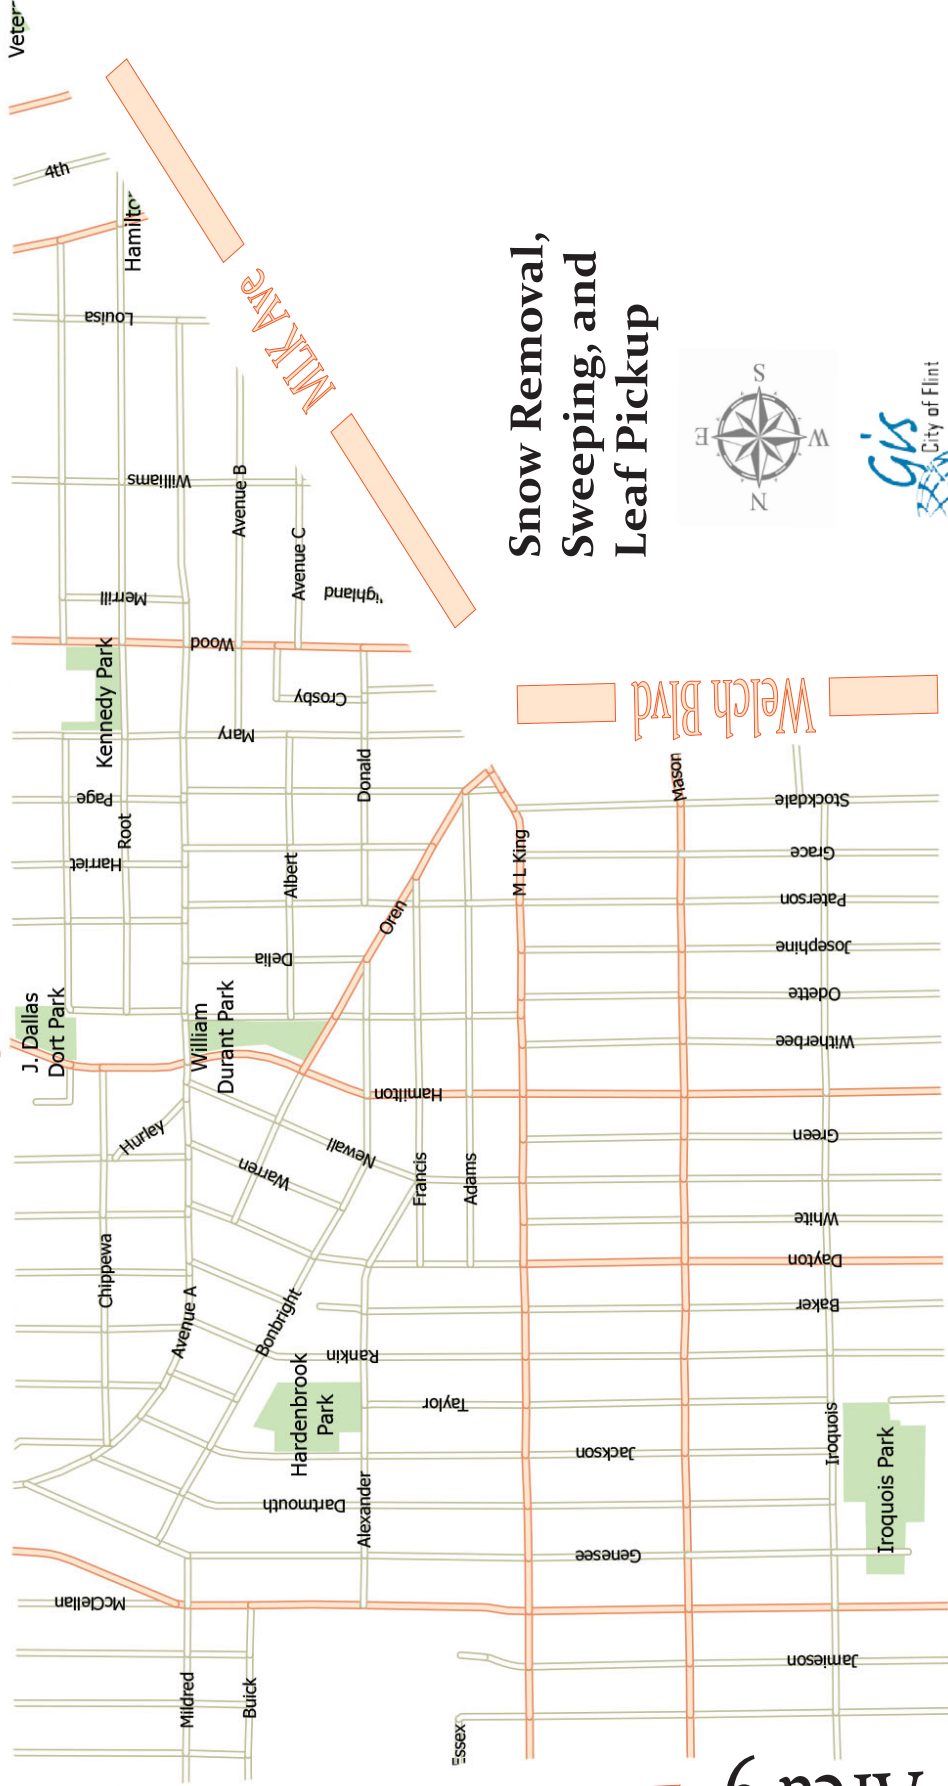 Snow Removal,
Sweeping, and
Leaf Pickup
N
E
S
W
Gis
City of Flint
MLK Ave
Welch Blvd
4th
Hamilton
Louisa
Williams
Avenue B
Avenue C
Merrill
Wood
Kennedy Park
Crosby
Mary
Page
Donald
Root
Harriet
Albert
Oren
Delia
M L King
Mason
Stockdale
Grace
Paterson
Josephine
Odette
Witherbee
J. Dallas
Dort Park
William
Durant Park
Hamilton
Hurley
Newall
Warren
Francis
Adams
Green
White
Dayton
Baker
Chippewa
Avenue A
Bonbright
Rankin
Hardenbrook
Park
Taylor
Jackson
Iroquois
Iroquois Park
Dartmouth
Alexander
Genesee
McClellan
Mildred
Buick
Jamieson
Essex